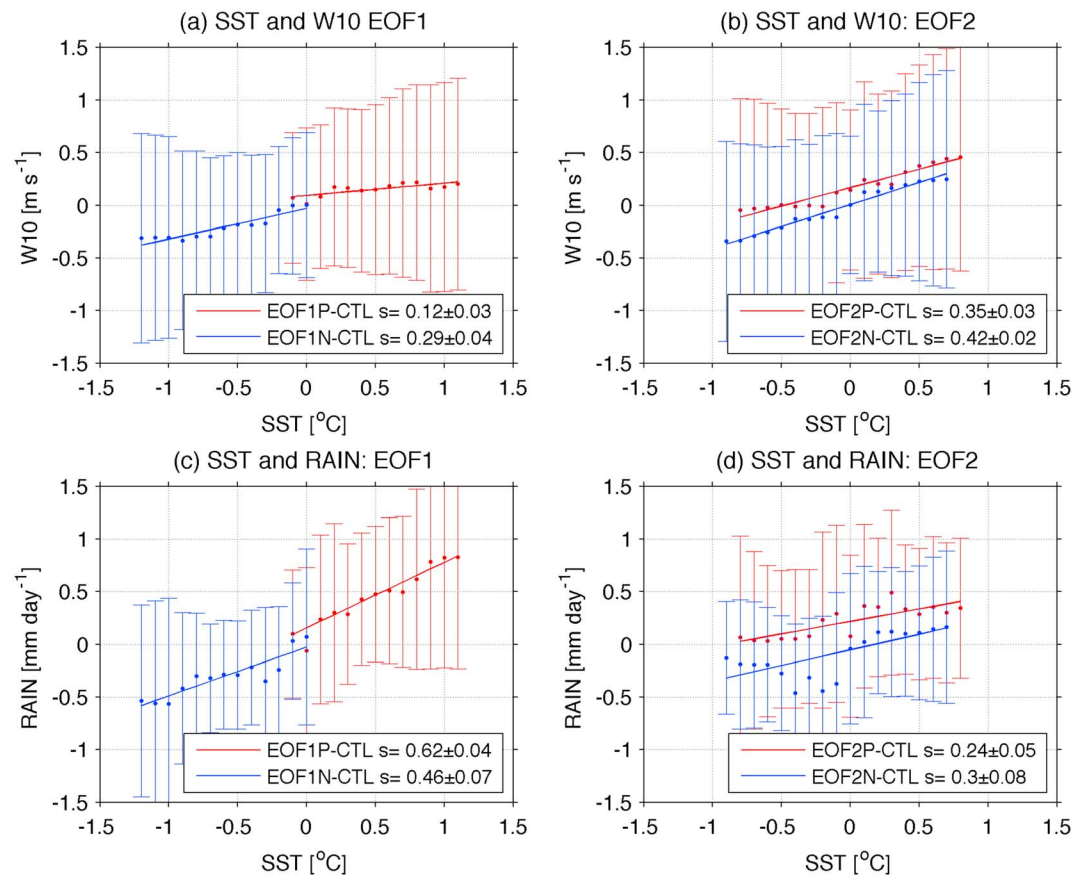 (a) SST and W10 EOF1
1.5
1
0.5
0
-0.5
-1
-1.5
W10 [m s⁻¹]
EOF1P-CTL s= 0.12±0.03
EOF1N-CTL s= 0.29±0.04
-1.5 -1 -0.5 0 0.5 1 1.5
SST [°C]
(b) SST and W10: EOF2
1.5
1
0.5
0
-0.5
-1
-1.5
W10 [m s⁻¹]
EOF2P-CTL s= 0.35±0.03
EOF2N-CTL s= 0.42±0.02
-1.5 -1 -0.5 0 0.5 1 1.5
SST [°C]
(c) SST and RAIN: EOF1
1.5
1
0.5
0
-0.5
-1
-1.5
RAIN [mm day⁻¹]
EOF1P-CTL s= 0.62±0.04
EOF1N-CTL s= 0.46±0.07
-1.5 -1 -0.5 0 0.5 1 1.5
SST [°C]
(d) SST and RAIN: EOF2
1.5
1
0.5
0
-0.5
-1
-1.5
RAIN [mm day⁻¹]
EOF2P-CTL s= 0.24±0.05
EOF2N-CTL s= 0.3±0.08
-1.5 -1 -0.5 0 0.5 1 1.5
SST [°C]